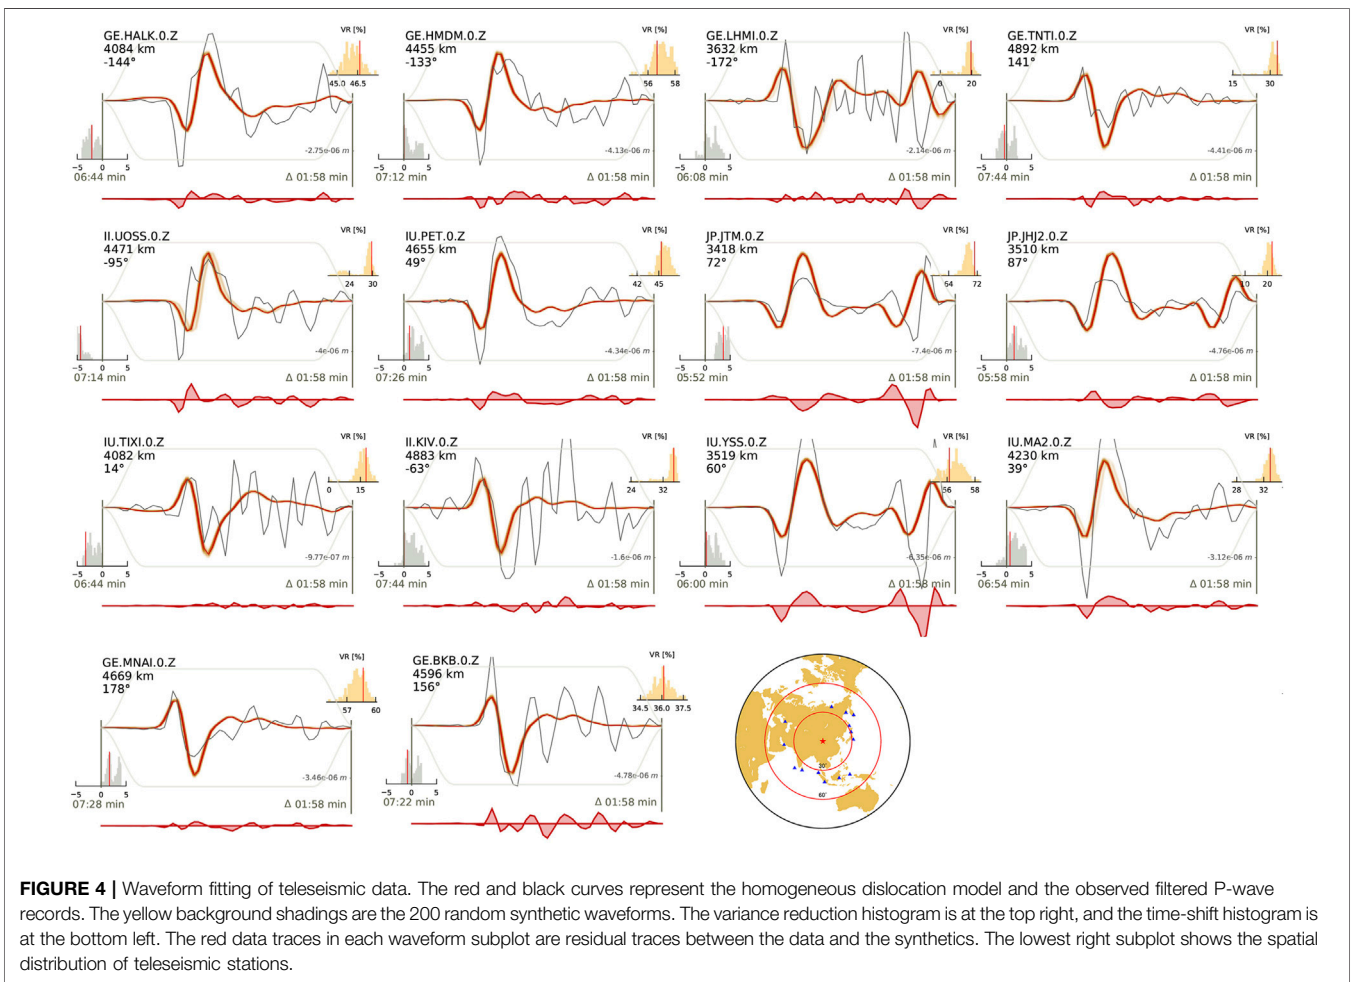 GE.HALK.0.Z
4084 km
-144°
VR [%]
45.0 46.5
-2.75e-06 m
-5 0 5
06:44 min
Δ 01:58 min
GE.HMDM.0.Z
4455 km
-133°
VR [%]
56 58
-4.13e-06 m
-5 0 5
07:12 min
Δ 01:58 min
GE.LHMI.0.Z
3632 km
-172°
VR [%]
20
-2.14e-06 m
-5 0 5
06:08 min
Δ 01:58 min
GE.TNTI.0.Z
4892 km
141°
VR [%]
15 30
-4.41e-06 m
-5 0 5
07:44 min
Δ 01:58 min
II.UOSS.0.Z
4471 km
-95°
VR [%]
24 30
-4e-06 m
-5 0 5
07:14 min
Δ 01:58 min
IU.PET.0.Z
4655 km
49°
VR [%]
42 45
-4.34e-06 m
-5 0 5
07:26 min
Δ 01:58 min
JP.JTM.0.Z
3418 km
72°
VR [%]
64 72
-7.4e-06 m
-5 0 5
05:52 min
Δ 01:58 min
JP.JHJ2.0.Z
3510 km
87°
VR [%]
10 20
-4.76e-06 m
-5 0 5
05:58 min
Δ 01:58 min
IU.TIXI.0.Z
4082 km
14°
VR [%]
0 15
-9.77e-07 m
-5 0 5
06:44 min
Δ 01:58 min
II.KIV.0.Z
4883 km
-63°
VR [%]
24 32
-1.6e-06 m
-5 0 5
07:44 min
Δ 01:58 min
IU.YSS.0.Z
3519 km
60°
VR [%]
56 58
-6.35e-06 m
-5 0 5
06:00 min
Δ 01:58 min
IU.MA2.0.Z
4230 km
39°
VR [%]
28 32
-3.12e-06 m
-5 0 5
06:54 min
Δ 01:58 min
GE.MNAI.0.Z
4669 km
178°
VR [%]
57 60
-3.46e-06 m
-5 0 5
07:28 min
Δ 01:58 min
GE.BKB.0.Z
4596 km
156°
VR [%]
34.5 36.0 37.5
-4.78e-06 m
-5 0 5
07:22 min
Δ 01:58 min
30°
60°
FIGURE 4 | Waveform fitting of teleseismic data. The red and black curves represent the homogeneous dislocation model and the observed filtered P-wave
records. The yellow background shadings are the 200 random synthetic waveforms. The variance reduction histogram is at the top right, and the time-shift histogram is
at the bottom left. The red data traces in each waveform subplot are residual traces between the data and the synthetics. The lowest right subplot shows the spatial
distribution of teleseismic stations.